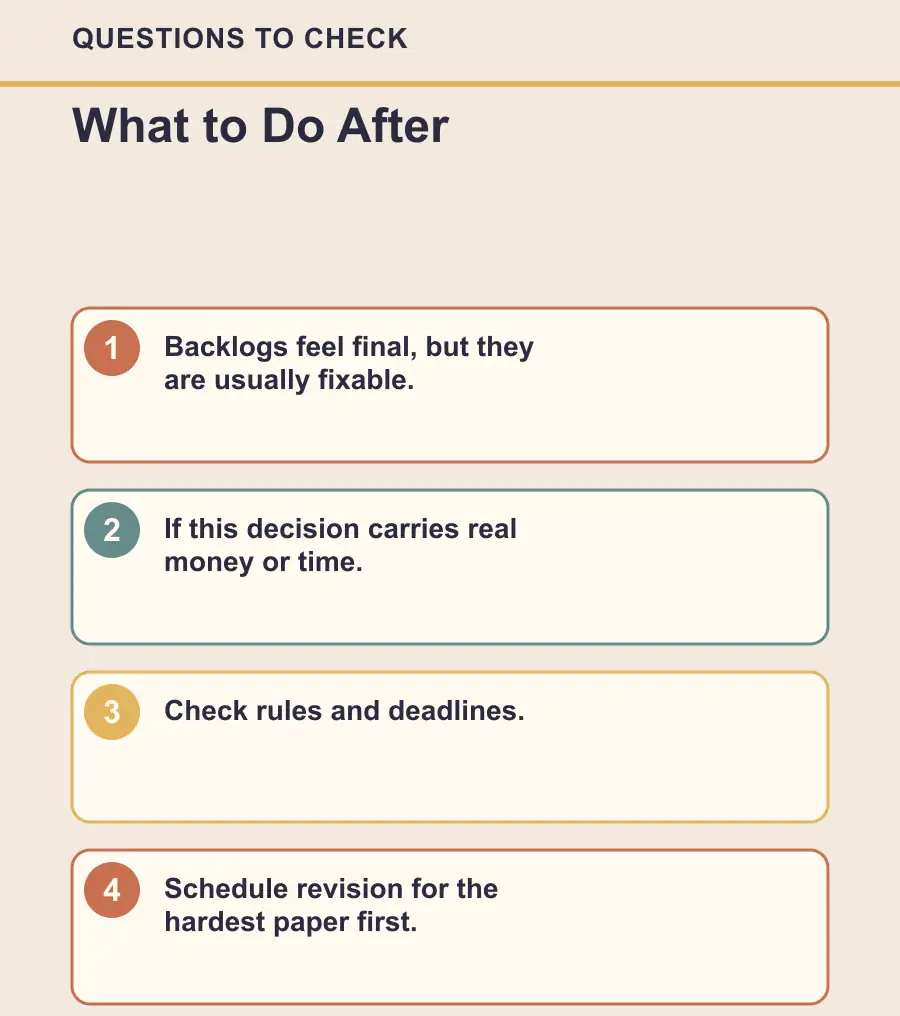 QUESTIONS TO CHECK
What to Do After
1
Backlogs feel final, but they
are usually fixable.
2
If this decision carries real
money or time.
3
Check rules and deadlines.
4
Schedule revision for the
hardest paper first.